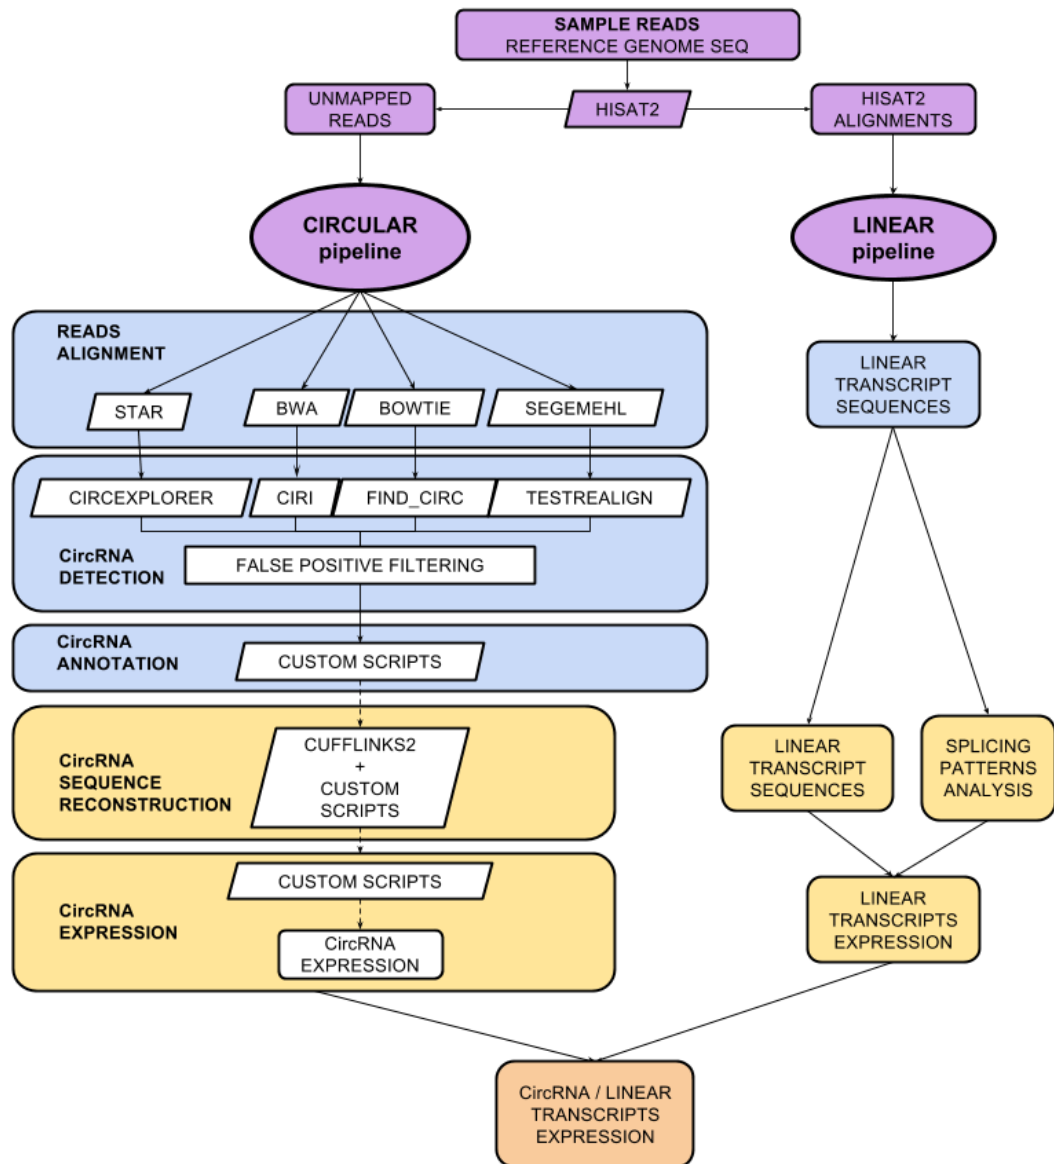 SAMPLE READS
REFERENCE GENOME SEQ
UNMAPPED
READS
HISAT2
HISAT2
ALIGNMENTS
CIRCULAR
pipeline
LINEAR
pipeline
READS
ALIGNMENT
STAR
BWA
BOWTIE
SEGEMEHL
LINEAR
TRANSCRIPT
SEQUENCES
CIRCEXPLORER
CIRI
FIND_CIRC
TESTREALIGN
CircRNA
DETECTION
FALSE POSITIVE FILTERING
CircRNA
ANNOTATION
CUSTOM SCRIPTS
CircRNA
SEQUENCE
RECONSTRUCTION
CUFFLINKS2
+
CUSTOM
SCRIPTS
LINEAR
TRANSCRIPT
SEQUENCES
SPLICING
PATTERNS
ANALYSIS
CircRNA
EXPRESSION
CUSTOM SCRIPTS
CircRNA
EXPRESSION
LINEAR
TRANSCRIPTS
EXPRESSION
CircRNA / LINEAR
TRANSCRIPTS
EXPRESSION